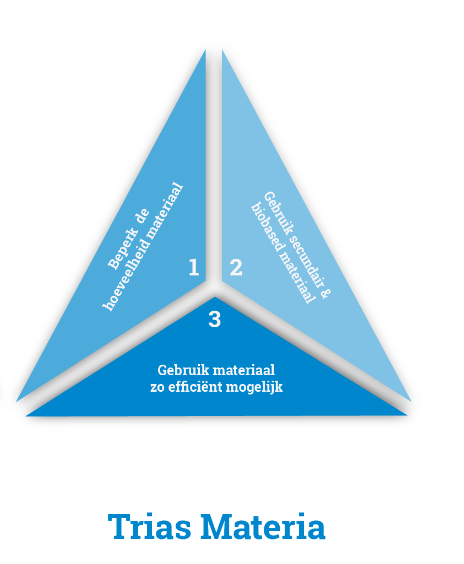 Beperk de
hoeveelheid materiaal
1
Gebruik secundair &
biobased materiaal
2
3
Gebruik materiaal
zo efficiënt mogelijk
Trias Materia